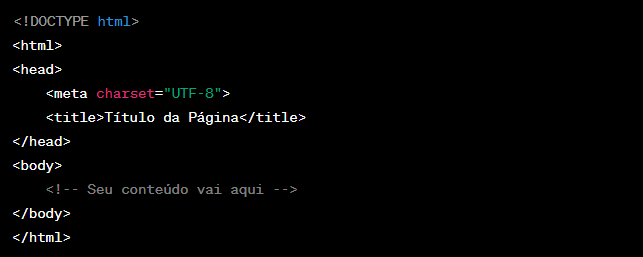 <!DOCTYPE html>
<html>
<head>
    <meta charset="UTF-8">
    <title>Título da Página</title>
</head>
<body>
    <!-- Seu conteúdo vai aqui -->
</body>
</html>